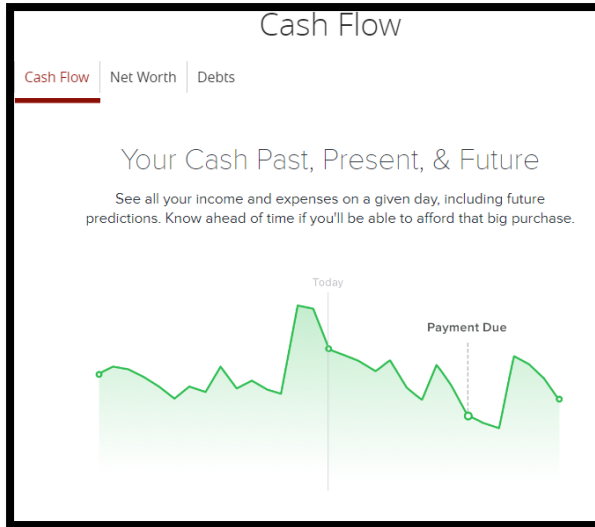 Cash Flow
Cash Flow Net Worth Debts
Your Cash Past, Present, & Future
See all your income and expenses on a given day, including future
predictions. Know ahead of time if you'll be able to afford that big purchase.
Today
Payment Due